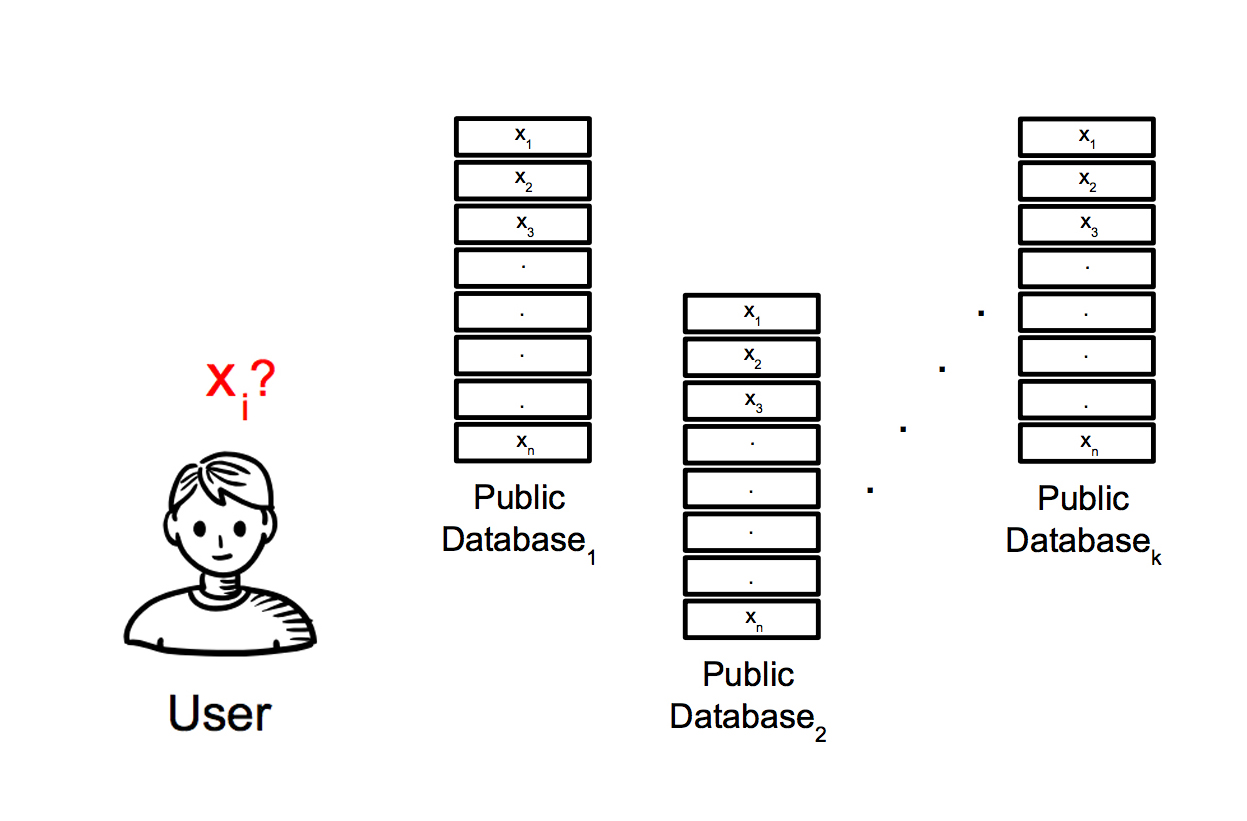 x₁
x₂
x₃
.
.
.
.
xₙ
Public
Database₁
x₁
x₂
x₃
.
.
.
.
xₙ
Public
Database₂
. . . .
x₁
x₂
x₃
.
.
.
.
xₙ
Public
Databaseₖ
xᵢ?
User